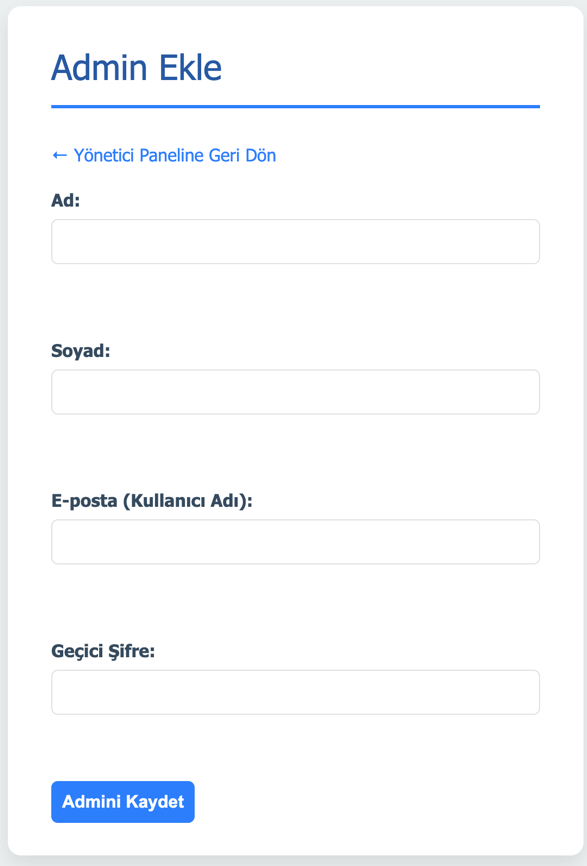 Admin Ekle
← Yönetici Paneline Geri Dön
Ad:
Soyad:
E-posta (Kullanıcı Adı):
Geçici Şifre:
Admini Kaydet